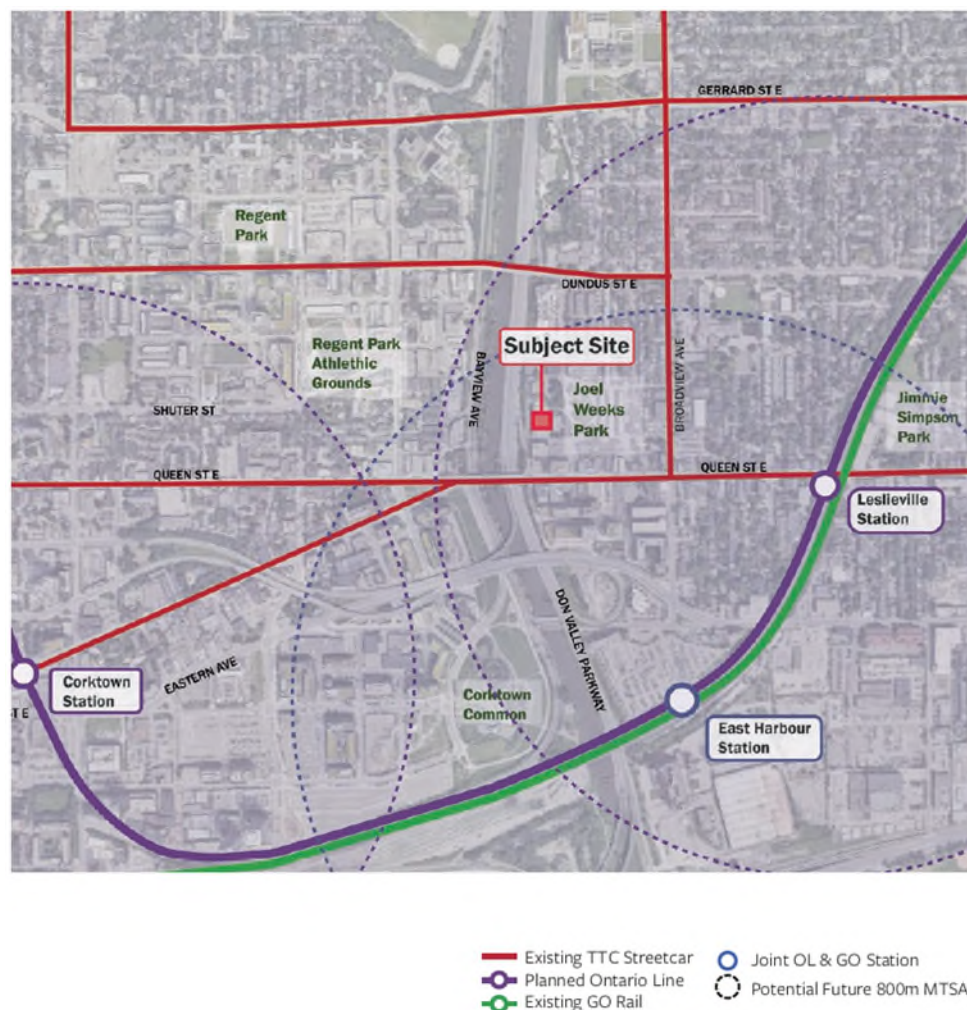 GERRARD ST E
Regent
Park
DUNDUS ST E
Subject Site
Regent Park
Athlethic
Grounds
BAYVIEW AVE
BROADVIEW AVE
Joel
Weeks
Park
Jimmie
Simpson
Park
SHUTER ST
QUEEN ST E
QUEEN ST E
Leslieville
Station
DON VALLEY PARKWAY
EASTERN AVE
Corktown
Station
ST E
Corktown
Common
East Harbour
Station
Existing TTC Streetcar
Planned Ontario Line
Existing GO Rail
Joint OL & GO Station
Potential Future 800m MTSA